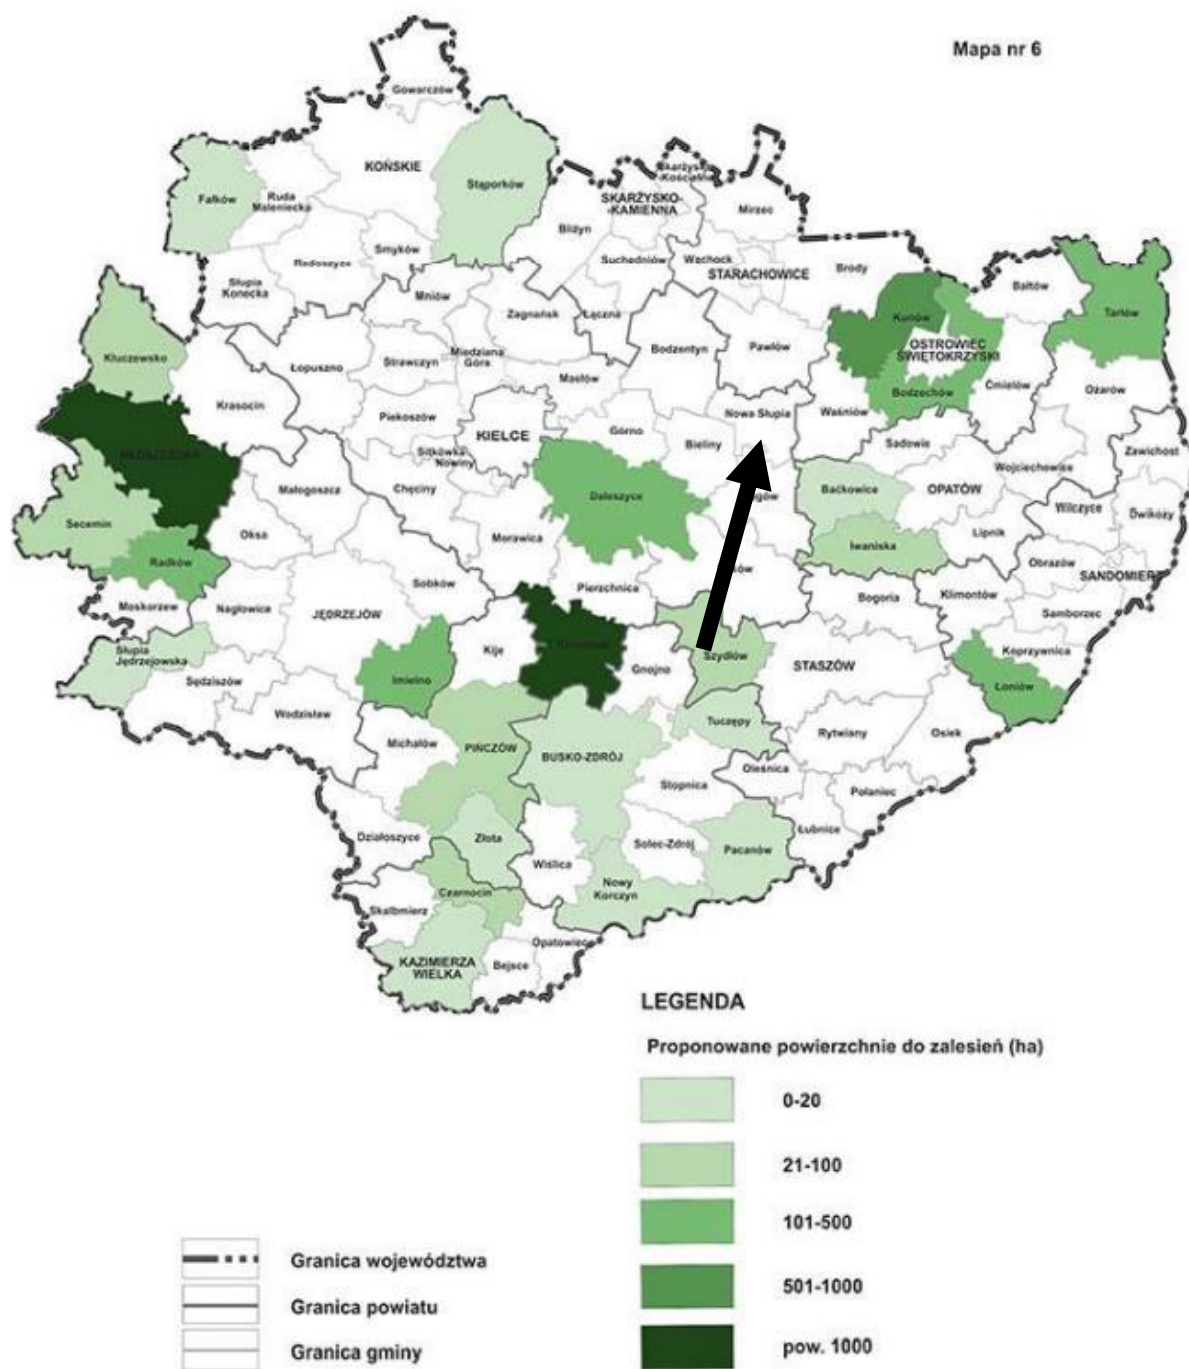 Mapa nr 6
Gowarczów
KOŃSKIE
Stąporków
Fałków
Ruda
Maleniecka
Skarżysko
-Kościelne
SKARŻYSKO-
-KAMIENNA
Mirzec
Bliżyn
Smyków
Radoszyce
Suchedniów
Wąchock
STARACHOWICE
Brody
Bałtów
Słupia
Konecka
Mniów
Zagnańsk
Łączna
Tarłów
Kunów
Kluczewsko
Łopuszno
Strawczyn
Miedziana
Góra
Bodzentyn
Pawłów
OSTROWIEC
ŚWIĘTOKRZYSKI
Masłów
Bodzechów
Ćmielów
Ożarów
Krasocin
Piekoszów
KIELCE
Nowa Słupia
Waśniów
Górno
Bieliny
Sadowie
Sitkówka
Nowiny
Zawichost
Wojciechowice
Małogoszcz
Chęciny
Daleszyce
Baćkowice
OPATÓW
Wilczyce
Dwikozy
Secemin
Oksa
Morawica
Iwaniska
Lipnik
Radków
Obrazów
SANDOMIERZ
Sobków
Pierzchnica
Bogoria
Klimontów
Moskorzew
Nagłowice
JĘDRZEJÓW
Samborzec
Słupia
Jędrzejowska
Kije
Szydłów
STASZÓW
Koprzywnica
Sędziszów
Imielno
Gnojno
Łoniów
Wodzisław
Tuczępy
Michałów
PIŃCZÓW
BUSKO-ZDRÓJ
Rytwiany
Osiek
Stopnica
Oleśnica
Połaniec
Działoszyce
Złota
Solec-Zdrój
Pacanów
Łubnice
Wiślica
Czarnocin
Nowy
Korczyn
Skalbmierz
Opatowiec
KAZIMIERZA
WIELKA
Bejsce
LEGENDA
Proponowane powierzchnie do zalesień (ha)
0-20
21-100
101-500
501-1000
pow. 1000
Granica województwa
Granica powiatu
Granica gminy